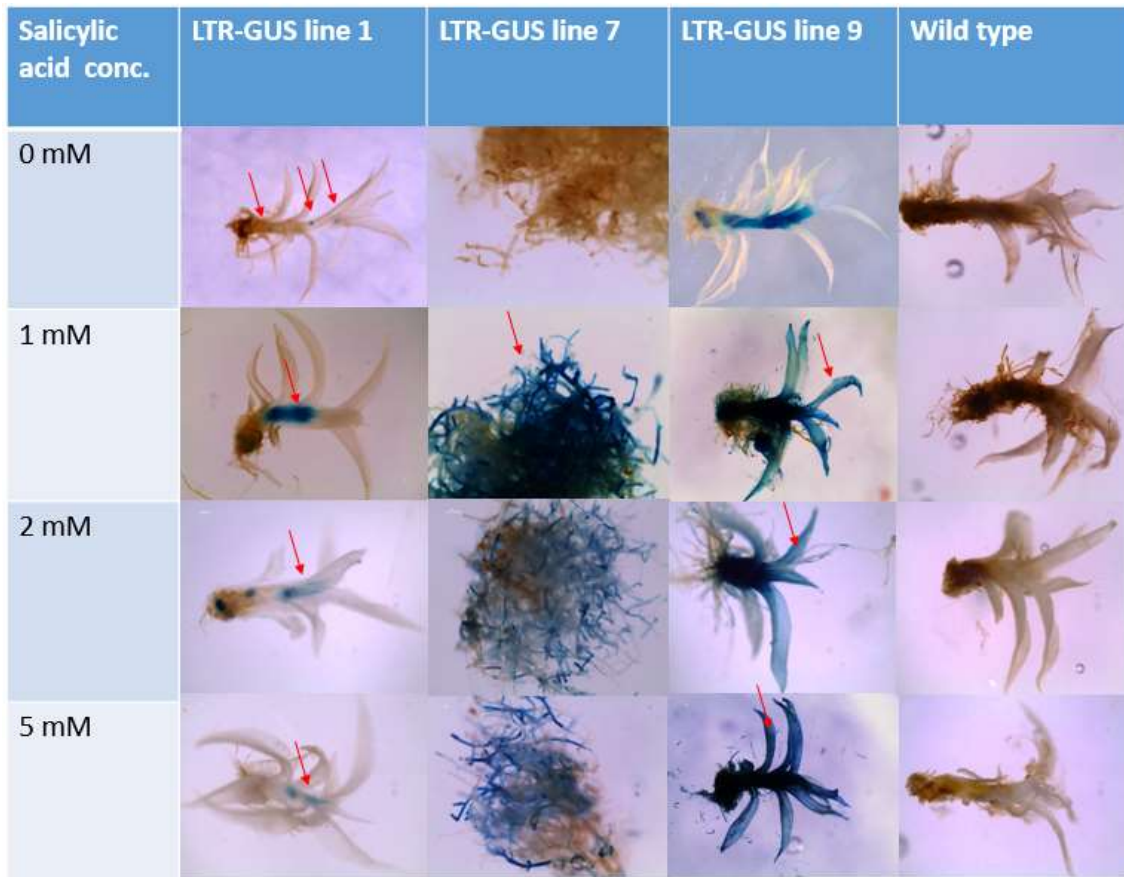 Salicylic
acid conc.
LTR-GUS line 1
LTR-GUS line 7
LTR-GUS line 9
Wild type
0 mM
1 mM
2 mM
5 mM